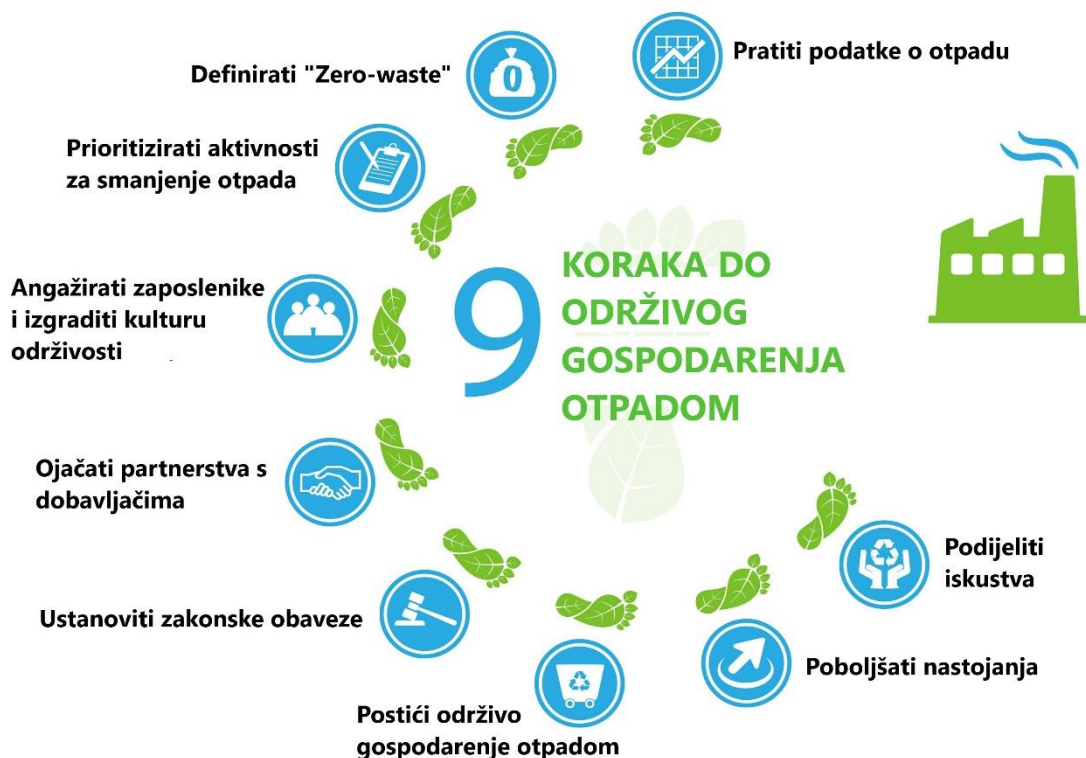 9
KORAKA DO
ODRŽIVOG
GOSPODARENJA
OTPADOM
Pratiti podatke o otpadu
Definirati "Zero-waste"
0
Prioritizirati aktivnosti
za smanjenje otpada
Angažirati zaposlenike
i izgraditi kulturu
održivosti
Ojačati partnerstva s
dobavljačima
Ustanoviti zakonske obaveze
Postići održivo
gospodarenje otpadom
Poboljšati nastojanja
Podijeliti
iskustva